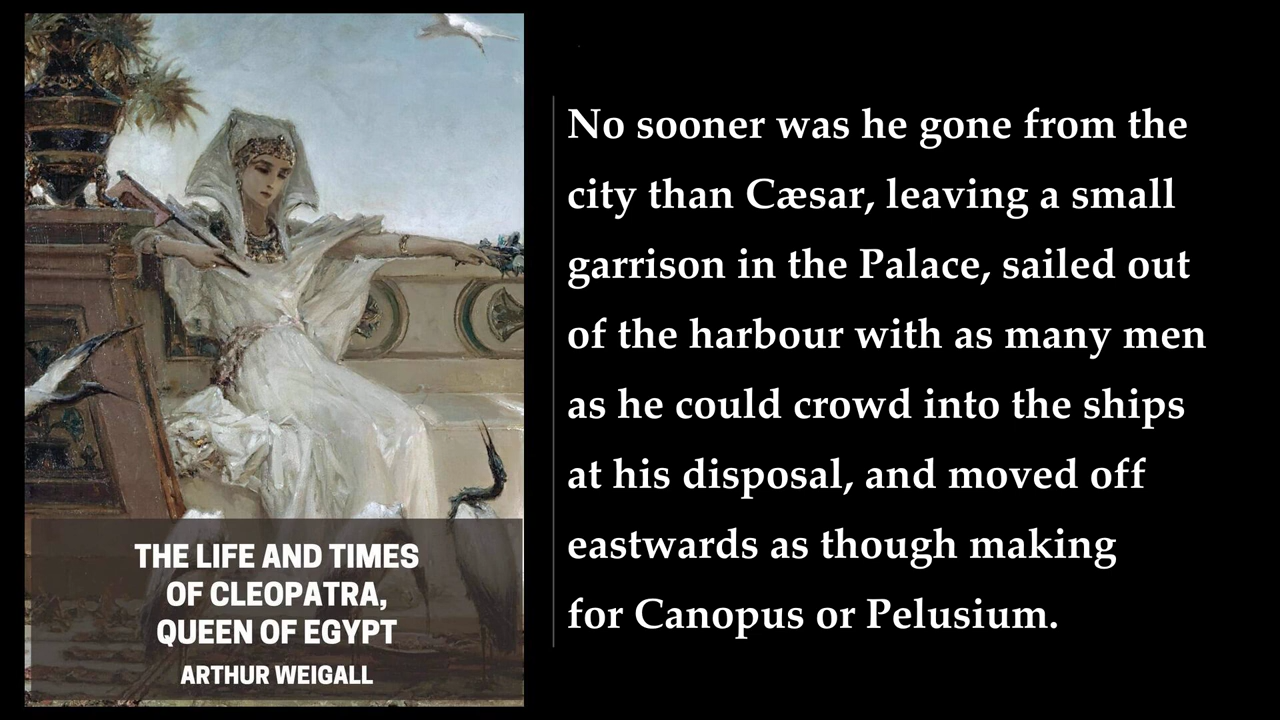 THE LIFE AND TIMES
OF CLEOPATRA,
QUEEN OF EGYPT
ARTHUR WEIGALL
No sooner was he gone from the
city than Cæsar, leaving a small
garrison in the Palace, sailed out
of the harbour with as many men
as he could crowd into the ships
at his disposal, and moved off
eastwards as though making
for Canopus or Pelusium.